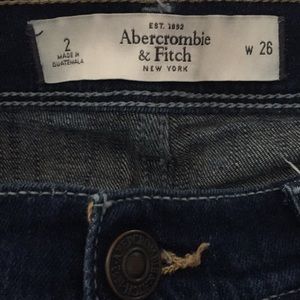 EST. 1892
2
MADE IN
GUATEMALA
Abercrombie
& Fitch
NEW YORK
W 26